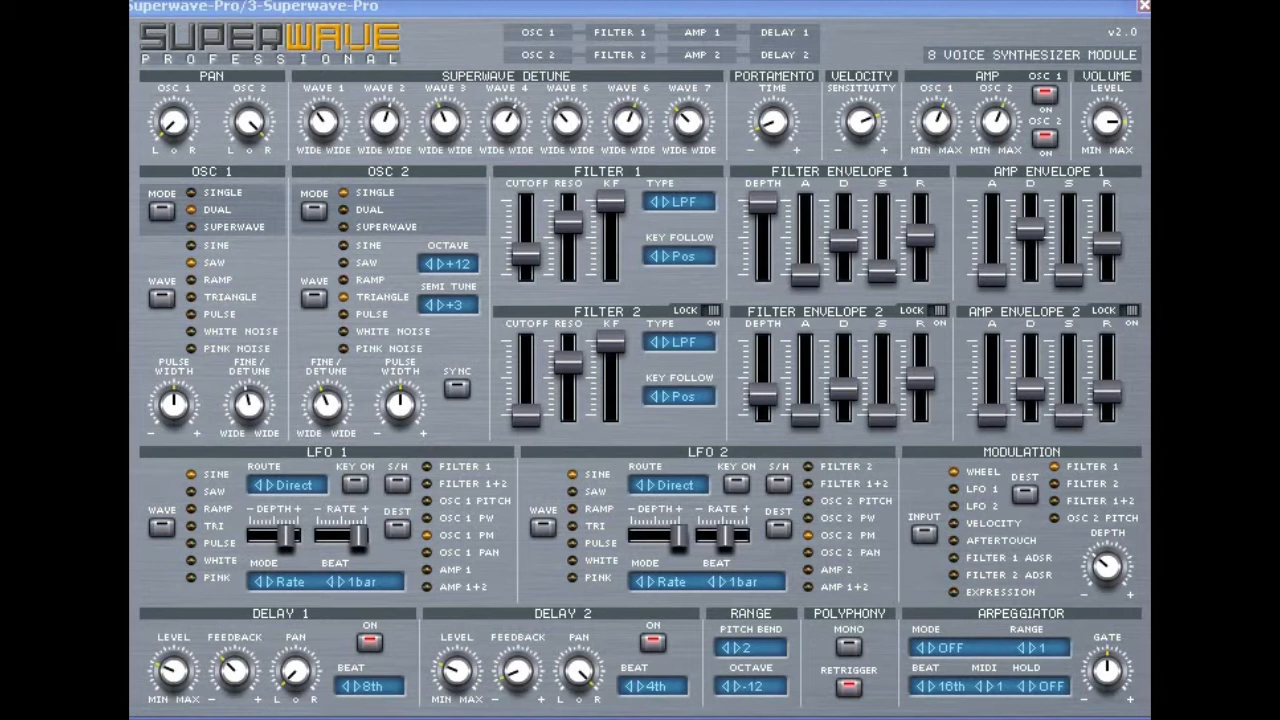 Superwave-Pro/3-Superwave-Pro
SUPERWAVE
PROFESSIONAL
OSC 1 FILTER 1 AMP 1 DELAY 1
OSC 2 FILTER 2 AMP 2 DELAY 2
v2.0
8 VOICE SYNTHESIZER MODULE
PAN SUPERWAVE DETUNE PORTAMENTO VELOCITY AMP OSC 1 VOLUME
OSC 1 OSC 2 WAVE 1 WAVE 2 WAVE 3 WAVE 4 WAVE 5 WAVE 6 WAVE 7 TIME SENSITIVITY OSC 1 OSC 2 LEVEL
ON
OSC 2
L o R L o R WIDE WIDE WIDE WIDE WIDE WIDE WIDE WIDE WIDE WIDE WIDE WIDE WIDE WIDE - + - + MIN MAX MIN MAX ON MIN MAX
OSC 1 OSC 2 FILTER 1 FILTER ENVELOPE 1 AMP ENVELOPE 1
CUTOFF RESO KF TYPE DEPTH A D S R A D S R
MODE SINGLE MODE SINGLE
DUAL DUAL LPF
SUPERWAVE SUPERWAVE
KEY FOLLOW
SINE SINE OCTAVE
Pos
SAW SAW +12
WAVE RAMP WAVE RAMP SEMI TUNE
TRIANGLE TRIANGLE +3
PULSE PULSE FILTER 2 LOCK FILTER ENVELOPE 2 LOCK AMP ENVELOPE 2 LOCK
CUTOFF RESO KF TYPE ON DEPTH A D S R ON A D S R ON
WHITE NOISE WHITE NOISE
LPF
PINK NOISE PINK NOISE
PULSE WIDTH FINE/DETUNE FINE/DETUNE PULSE WIDTH SYNC
KEY FOLLOW
Pos
- + WIDE WIDE WIDE WIDE - +
LFO 1 LFO 2 MODULATION
SINE ROUTE KEY ON S/H FILTER 1 SINE ROUTE KEY ON S/H FILTER 2 WHEEL DEST FILTER 1
SAW Direct FILTER 1+2 SAW Direct FILTER 1+2 LFO 1 FILTER 2
RAMP - DEPTH + - RATE + DEST OSC 1 PITCH RAMP - DEPTH + - RATE + DEST OSC 2 PITCH LFO 2 FILTER 1+2
WAVE TRI OSC 1 PW WAVE TRI OSC 2 PW INPUT VELOCITY OSC 2 PITCH
PULSE OSC 1 PM PULSE OSC 2 PM AFTERTOUCH DEPTH
WHITE MODE BEAT OSC 1 PAN WHITE MODE BEAT OSC 2 PAN FILTER 1 ADSR
PINK Rate 1bar AMP 1 PINK Rate 1bar AMP 2 FILTER 2 ADSR
AMP 1+2 AMP 1+2 EXPRESSION - +
DELAY 1 DELAY 2 RANGE POLYPHONY ARPEGGIATOR
LEVEL FEEDBACK PAN ON LEVEL FEEDBACK PAN ON PITCH BEND MONO MODE RANGE GATE
2 OFF 1
BEAT BEAT OCTAVE RETRIGGER BEAT MIDI HOLD
8th 4th -12 16th 1 OFF
MIN MAX - + L o R MIN MAX - + L o R - +